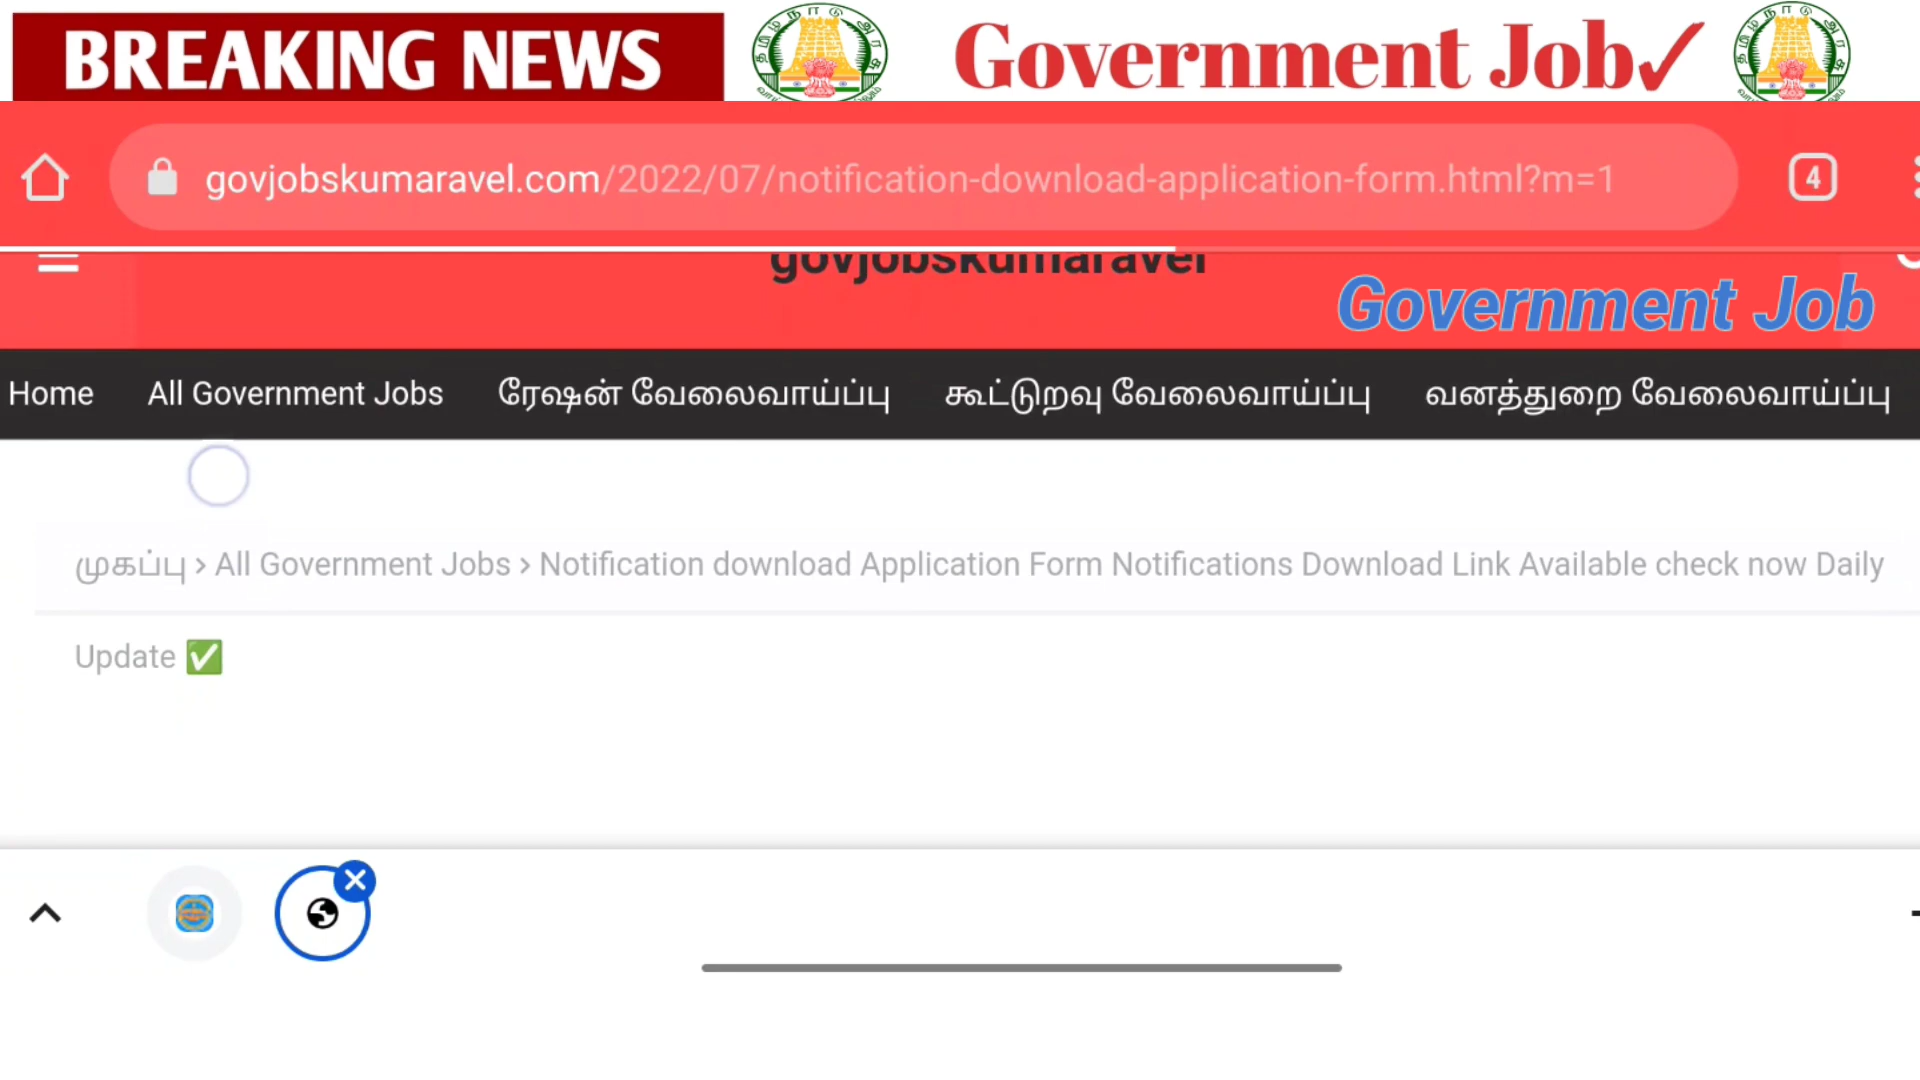 BREAKING NEWS
Government Job✓
govjobskumaravel.com/2022/07/notification-download-application-form.html?m=1
4
govjobskumaravel
Government Job
Home All Government Jobs ரேஷன் வேலைவாய்ப்பு கூட்டுறவு வேலைவாய்ப்பு வனத்துறை வேலைவாய்ப்பு
முகப்பு › All Government Jobs › Notification download Application Form Notifications Download Link Available check now Daily
Update ✅